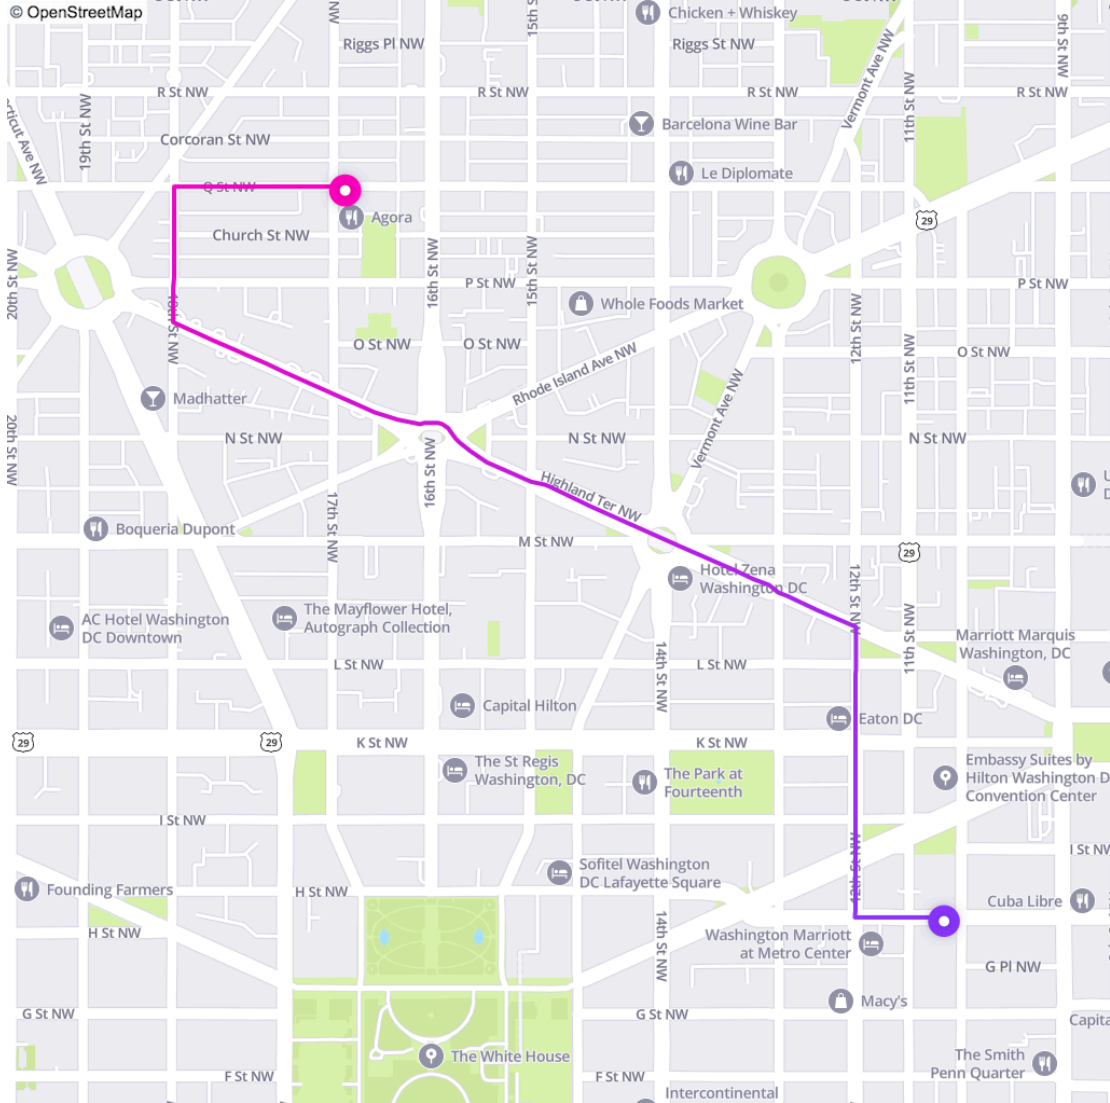 © OpenStreetMap
Chicken + Whiskey
15th St NW
9th St NW
Riggs Pl NW
Riggs St NW
Vermont Ave NW
R St NW
R St NW
R St NW
R St NW
11th St NW
19th St NW
Corcoran St NW
Barcelona Wine Bar
Le Diplomate
Q St NW
Agora
29
Church St NW
20th St NW
16th St NW
15th St NW
P St NW
P St NW
Whole Foods Market
18th St NW
12th St NW
O St NW
O St NW
O St NW
11th St NW
Rhode Island Ave NW
Madhatter
Vermont Ave NW
20th St NW
N St NW
N St NW
N St NW
16th St NW
Highland Ter NW
17th St NW
Boqueria Dupont
M St NW
29
Hotel Zena
Washington DC
12th St NW
11th St NW
AC Hotel Washington
DC Downtown
The Mayflower Hotel,
Autograph Collection
Marriott Marquis
Washington, DC
L St NW
L St NW
14th St NW
Capital Hilton
Eaton DC
29
29
K St NW
K St NW
The St Regis
Washington, DC
The Park at
Fourteenth
Embassy Suites by
Hilton Washington D
Convention Center
I St NW
I St NW
12th St NW
Sofitel Washington
DC Lafayette Square
Founding Farmers
H St NW
Cuba Libre
H St NW
14th St NW
Washington Marriott
at Metro Center
G Pl NW
Macy's
G St NW
G St NW
Capita
The White House
The Smith
Penn Quarter
F St NW
F St NW
Intercontinental